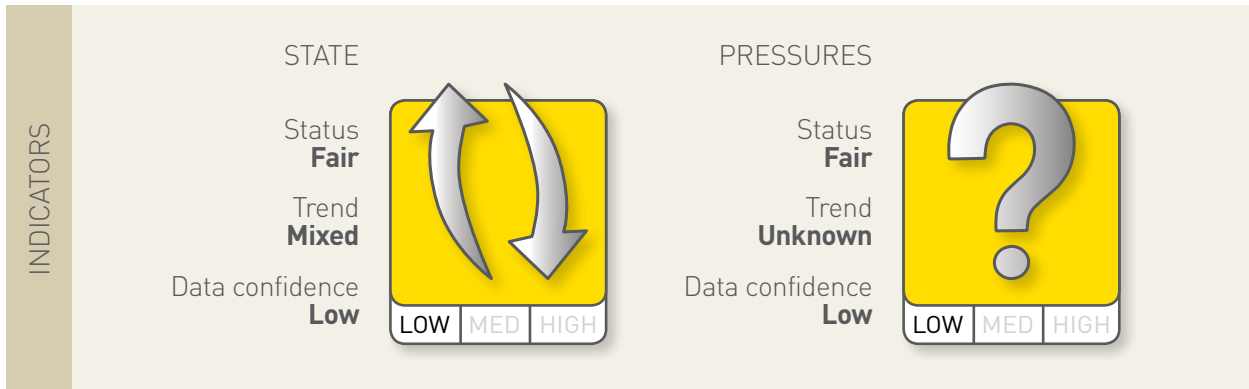 INDICATORS
STATE
Status
Fair
Trend
Mixed
Data confidence
Low
LOW MED HIGH
PRESSURES
Status
Fair
Trend
Unknown
Data confidence
Low
?
LOW MED HIGH